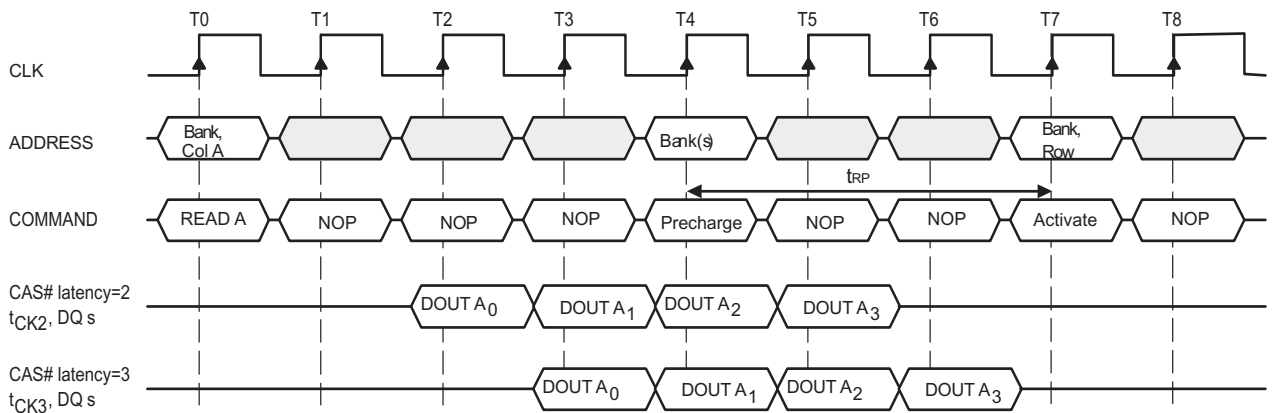 T0 T1 T2 T3 T4 T5 T6 T7 T8
CLK
ADDRESS
Bank, Col A
Bank(s)
Bank, Row
tRP
COMMAND
READ A NOP NOP NOP Precharge NOP NOP Activate NOP
CAS# latency=2
tCK2, DQ s
DOUT A0 DOUT A1 DOUT A2 DOUT A3
CAS# latency=3
tCK3, DQ s
DOUT A0 DOUT A1 DOUT A2 DOUT A3